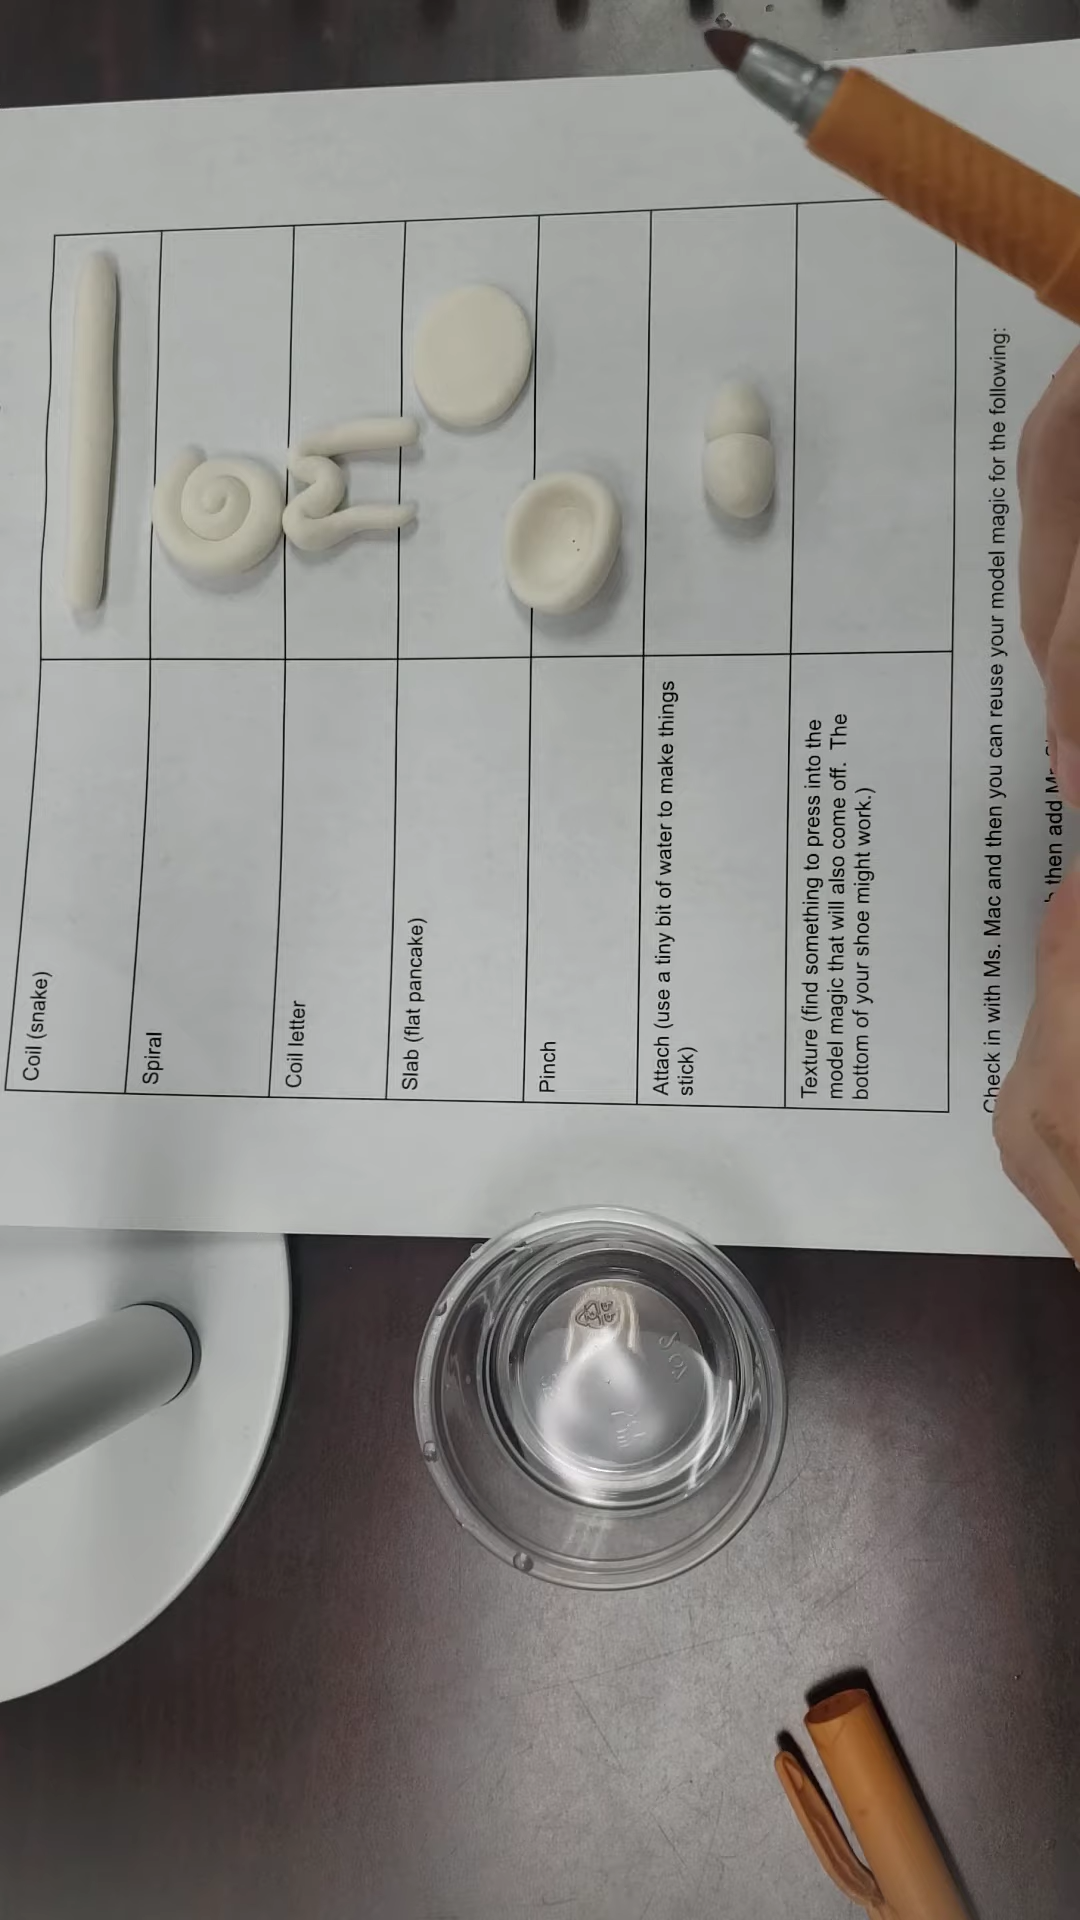 Coil (snake)
Spiral
Coil letter
Slab (flat pancake)
Pinch
Attach (use a tiny bit of water to make things
stick)
Texture (find something to press into the
model magic that will also come off. The
bottom of your shoe might work.)
Check in with Ms. Mac and then you can reuse your model magic for the following:
then add